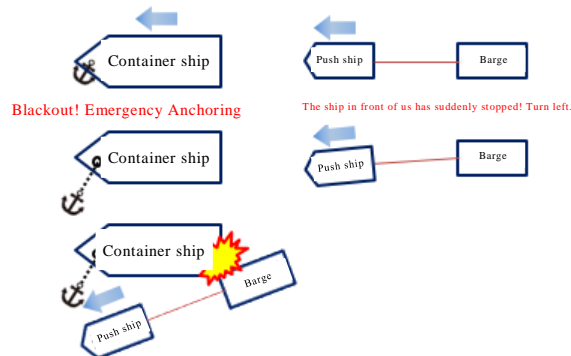 Container ship
Push ship
Barge
Blackout! Emergency Anchoring
The ship in front of us has suddenly stopped! Turn left.
Container ship
Push ship
Barge
Container ship
Barge
Push ship